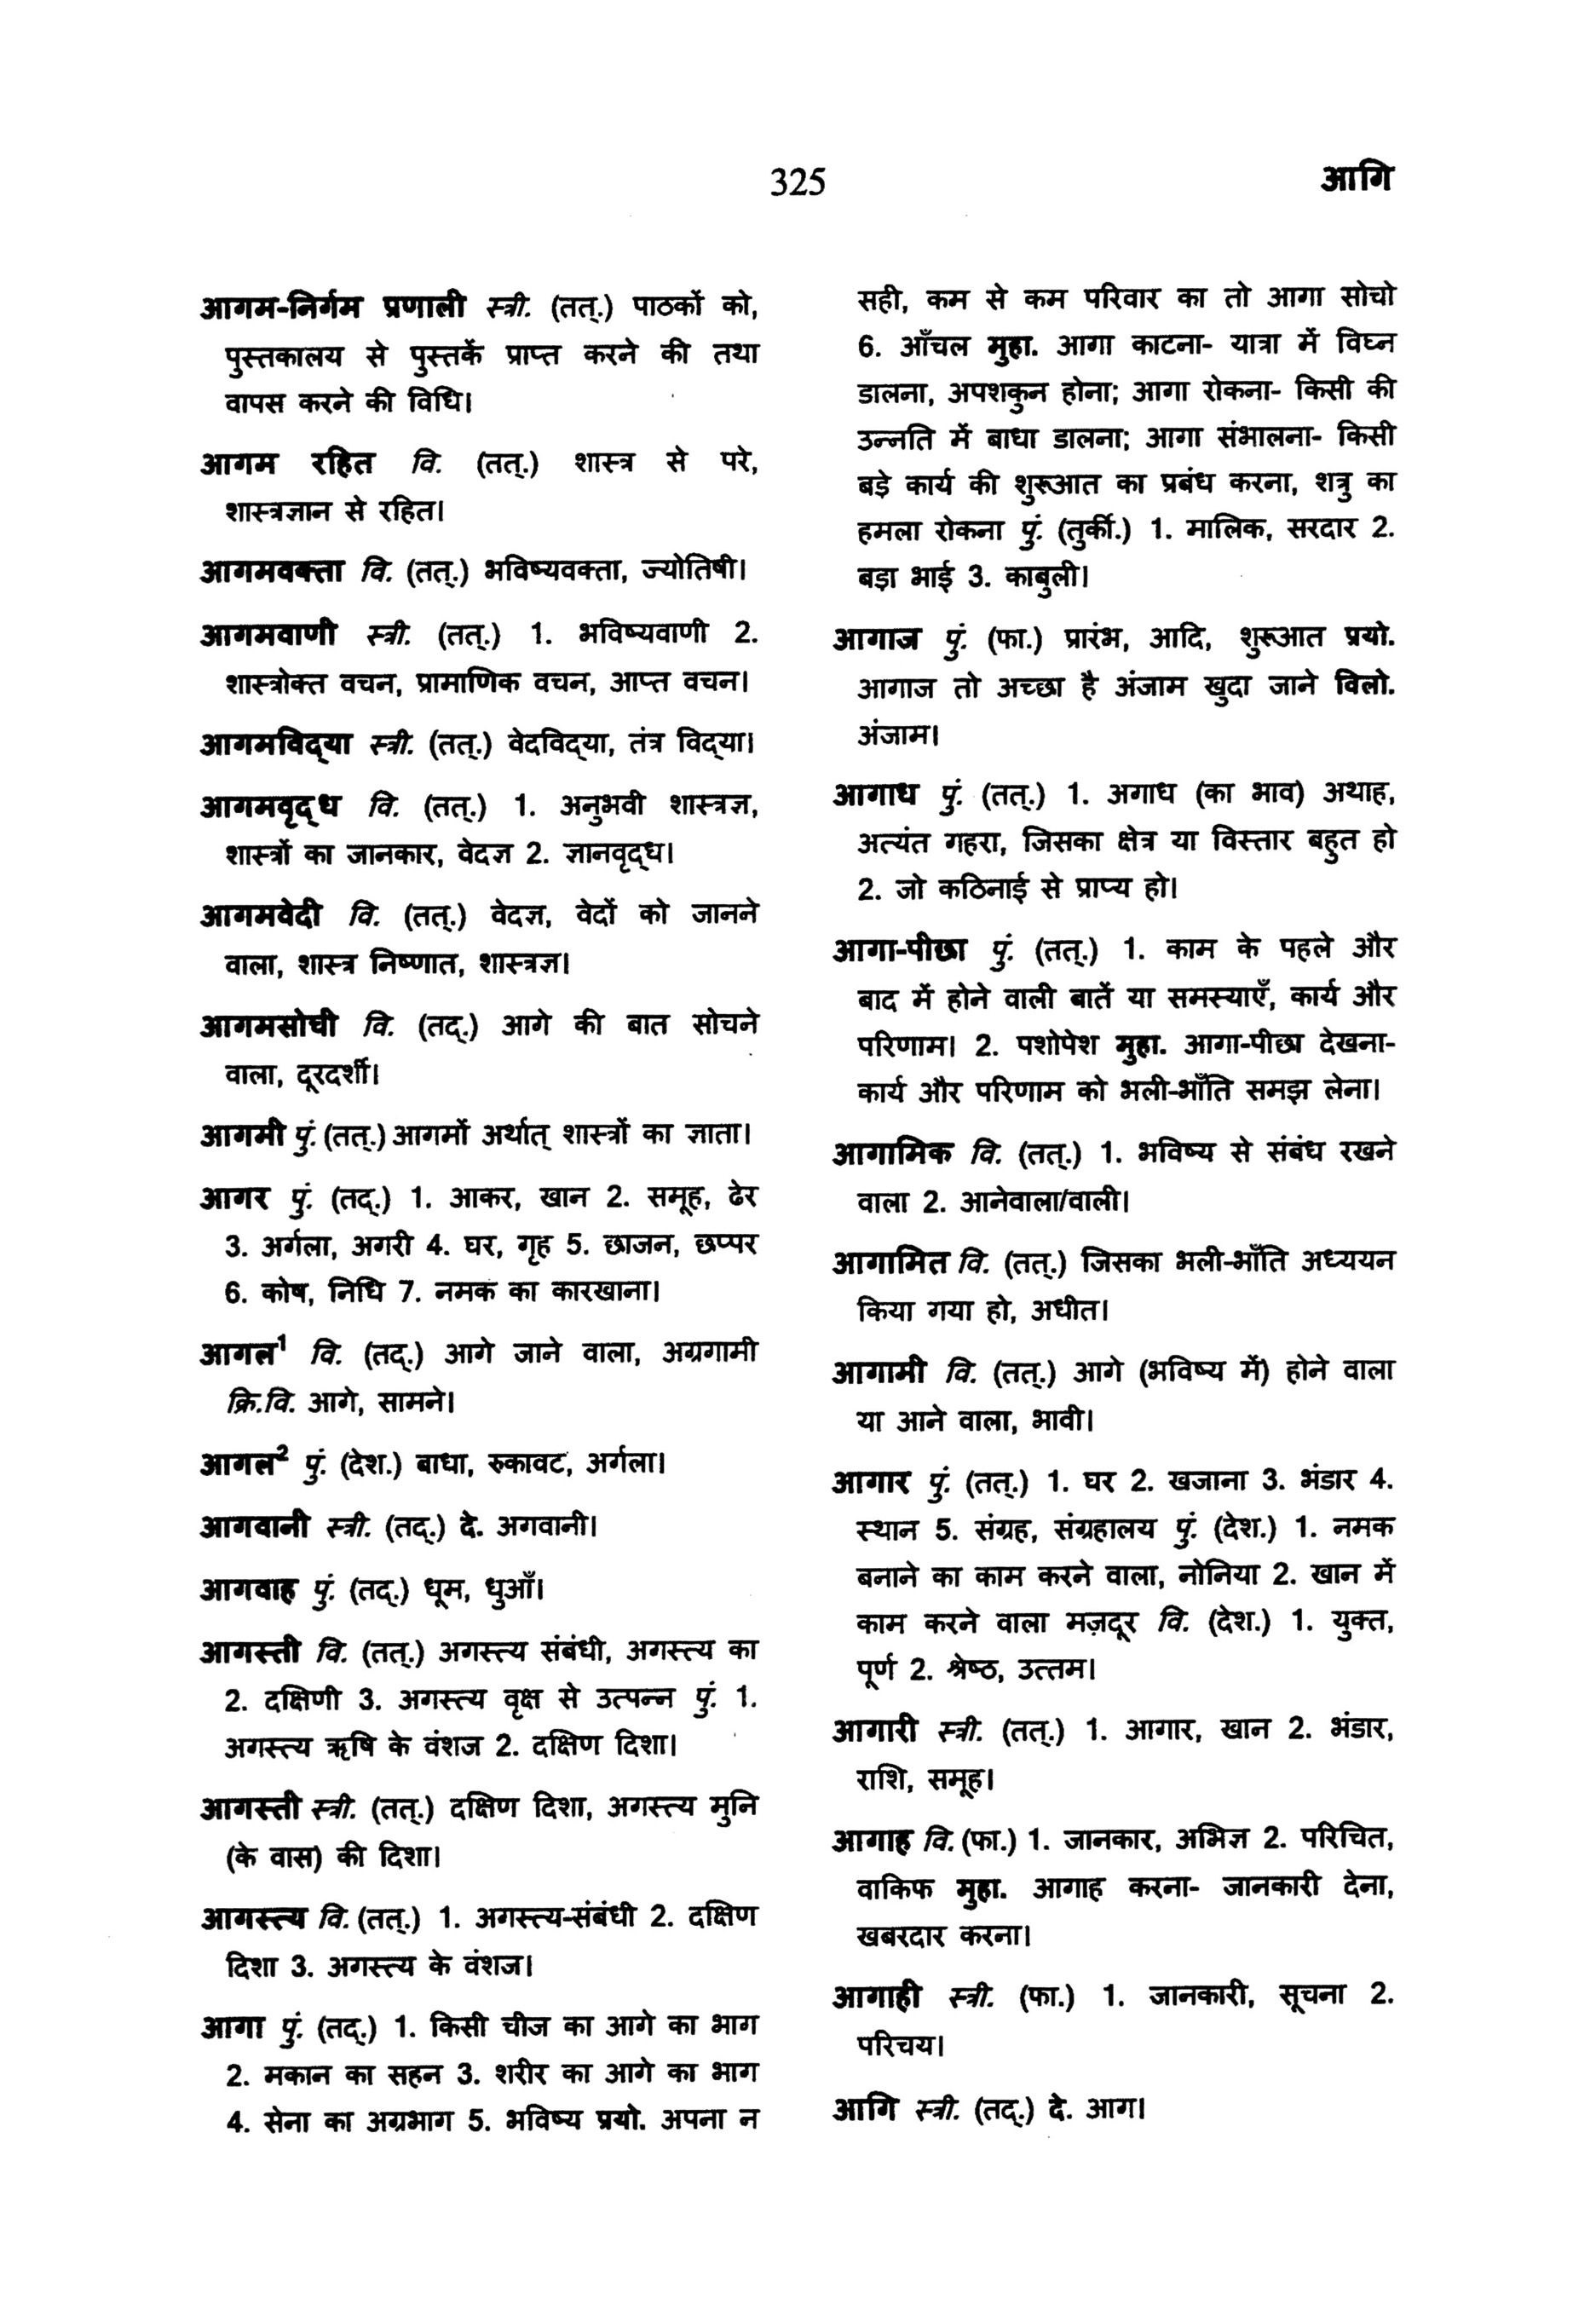 325
आगि
आगम-निर्गम प्रणाली स्त्री. (तत्.) पाठकों को,
पुस्तकालय से पुस्तकें प्राप्त करने की तथा
वापस करने की विधि।
आगम रहित वि. (तत्.) शास्त्र से परे,
शास्त्रज्ञान से रहित।
आगमवक्ता वि. (तत्.) भविष्यवक्ता, ज्योतिषी।
आगमवाणी स्त्री. (तत्.) 1. भविष्यवाणी 2.
शास्त्रोक्त वचन, प्रामाणिक वचन, आप्त वचन।
आगमविद्‌या स्त्री. (तत्.) वेदविद्‌या, तंत्र विद्‌या।
आगमवृद्‌ध वि. (तत्.) 1. अनुभवी शास्त्रज्ञ,
शास्त्रों का जानकार, वेदज्ञ 2. ज्ञानवृद्‌ध।
आगमवेदी वि. (तत्.) वेदज्ञ, वेदों को जानने
वाला, शास्त्र निष्णात, शास्त्रज्ञ।
आगमसोची वि. (तद्.) आगे की बात सोचने
वाला, दूरदर्शी।
आगमी पुं. (तत्.) आगमों अर्थात् शास्त्रों का ज्ञाता।
आगर पुं. (तद्.) 1. आकर, खान 2. समूह, ढेर
3. अर्गला, अगरी 4. घर, गृह 5. छाजन, छप्पर
6. कोष, निधि 7. नमक का कारखाना।
आगल¹ वि. (तद्.) आगे जाने वाला, अग्रगामी
क्रि.वि. आगे, सामने।
आगल² पुं. (देश.) बाधा, रुकावट, अर्गला।
आगवानी स्त्री. (तद्.) दे. अगवानी।
आगवाह पुं. (तद्.) धूम, धुआँ।
आगस्ती वि. (तत्.) अगस्त्य संबंधी, अगस्त्य का
2. दक्षिणी 3. अगस्त्य वृक्ष से उत्पन्न पुं. 1.
अगस्त्य ऋषि के वंशज 2. दक्षिण दिशा।
आगस्ती स्त्री. (तत्.) दक्षिण दिशा, अगस्त्य मुनि
(के वास) की दिशा।
आगस्त्य वि. (तत्.) 1. अगस्त्य-संबंधी 2. दक्षिण
दिशा 3. अगस्त्य के वंशज।
आगा पुं. (तद्.) 1. किसी चीज का आगे का भाग
2. मकान का सहन 3. शरीर का आगे का भाग
4. सेना का अग्रभाग 5. भविष्य प्रयो. अपना न
सही, कम से कम परिवार का तो आगा सोचो
6. आँचल मुहा. आगा काटना- यात्रा में विघ्न
डालना, अपशकुन होना; आगा रोकना- किसी की
उन्नति में बाधा डालना; आगा संभालना- किसी
बड़े कार्य की शुरूआत का प्रबंध करना, शत्रु का
हमला रोकना पुं. (तुर्की.) 1. मालिक, सरदार 2.
बड़ा भाई 3. काबुली।
आगाज पुं. (फा.) प्रारंभ, आदि, शुरूआत प्रयो.
आगाज तो अच्छा है अंजाम खुदा जाने विलो.
अंजाम।
आगाध पुं. (तत्.) 1. अगाध (का भाव) अथाह,
अत्यंत गहरा, जिसका क्षेत्र या विस्तार बहुत हो
2. जो कठिनाई से प्राप्य हो।
आगा-पीछा पुं. (तत्.) 1. काम के पहले और
बाद में होने वाली बातें या समस्याएँ, कार्य और
परिणाम। 2. पशोपेश मुहा. आगा-पीछा देखना-
कार्य और परिणाम को भली-भाँति समझ लेना।
आगामिक वि. (तत्.) 1. भविष्य से संबंध रखने
वाला 2. आनेवाला/वाली।
आगामित वि. (तत्.) जिसका भली-भाँति अध्ययन
किया गया हो, अधीत।
आगामी वि. (तत्.) आगे (भविष्य में) होने वाला
या आने वाला, भावी।
आगार पुं. (तत्.) 1. घर 2. खजाना 3. भंडार 4.
स्थान 5. संग्रह, संग्रहालय पुं. (देश.) 1. नमक
बनाने का काम करने वाला, नोनिया 2. खान में
काम करने वाला मज़दूर वि. (देश.) 1. युक्त,
पूर्ण 2. श्रेष्ठ, उत्तम।
आगारी स्त्री. (तत्.) 1. आगार, खान 2. भंडार,
राशि, समूह।
आगाह वि. (फा.) 1. जानकार, अभिज्ञ 2. परिचित,
वाकिफ मुहा. आगाह करना- जानकारी देना,
खबरदार करना।
आगाही स्त्री. (फा.) 1. जानकारी, सूचना 2.
परिचय।
आगि स्त्री. (तद्.) दे. आग।